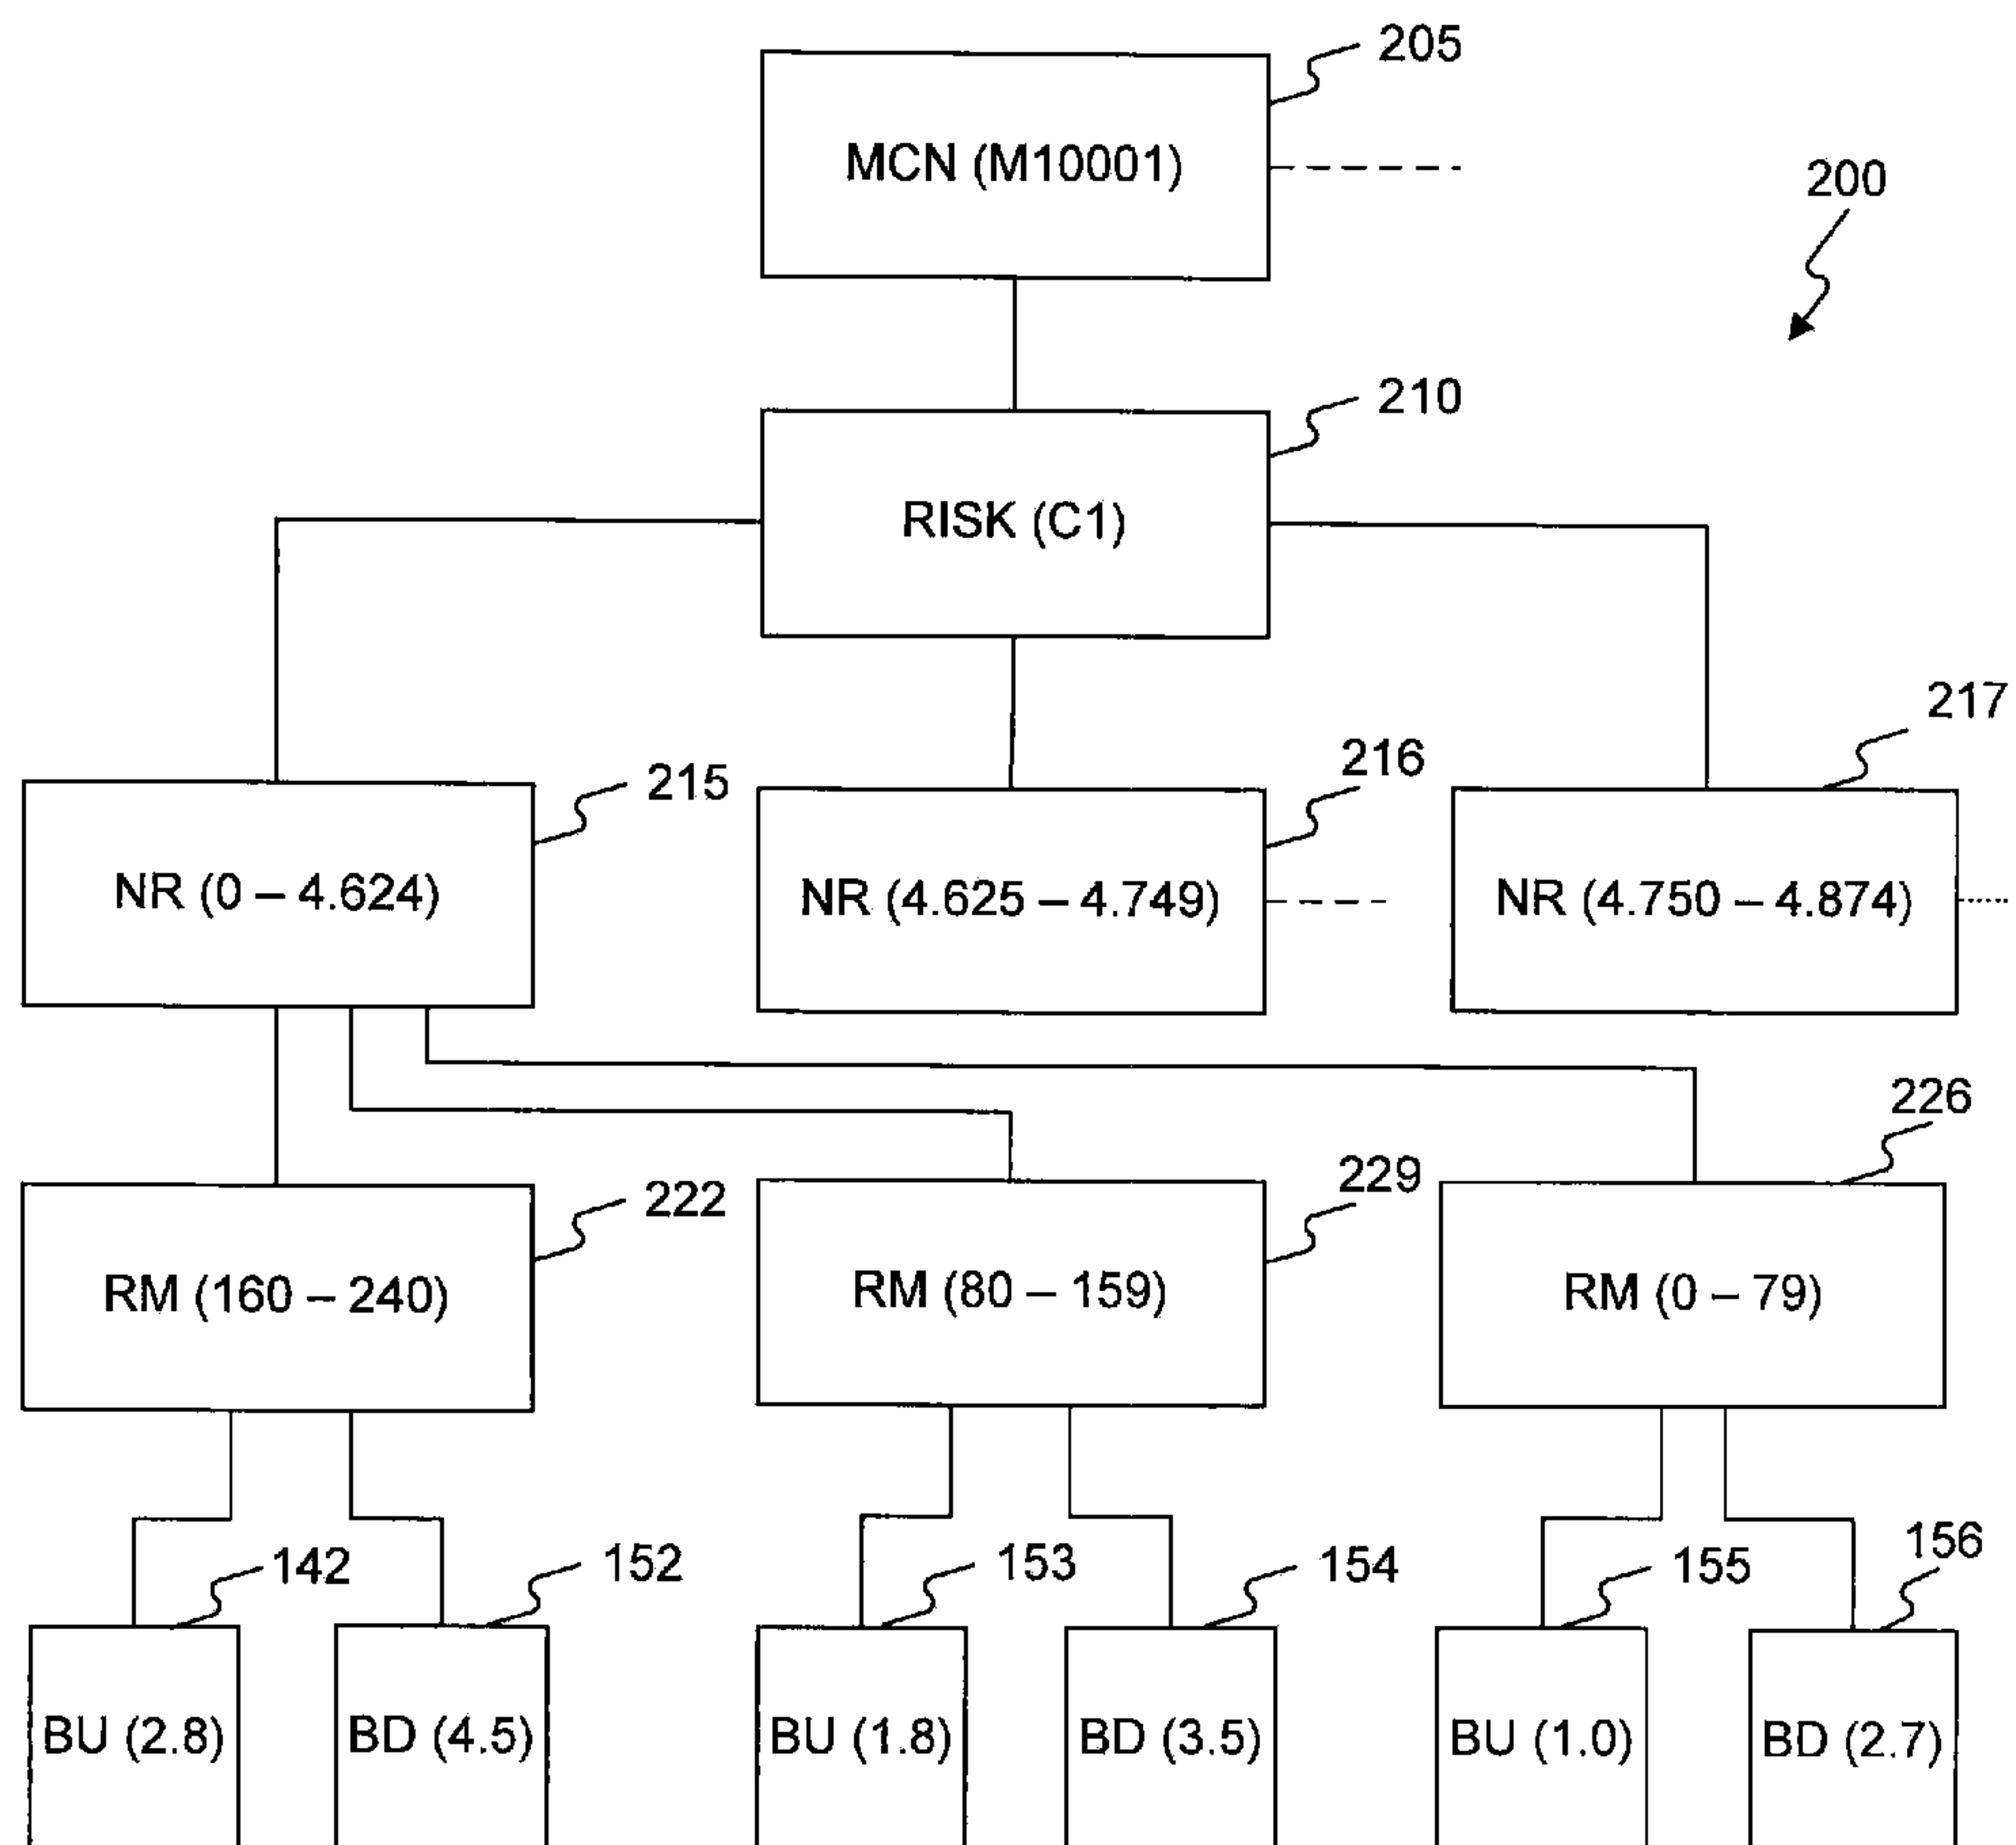 205
MCN (M10001)
200
210
RISK (C1)
217
216
215
NR (0 – 4.624)
NR (4.625 – 4.749)
NR (4.750 – 4.874)
226
229
222
RM (160 – 240)
RM (80 – 159)
RM (0 – 79)
142
152
153
154
155
156
BU (2.8)
BD (4.5)
BU (1.8)
BD (3.5)
BU (1.0)
BD (2.7)